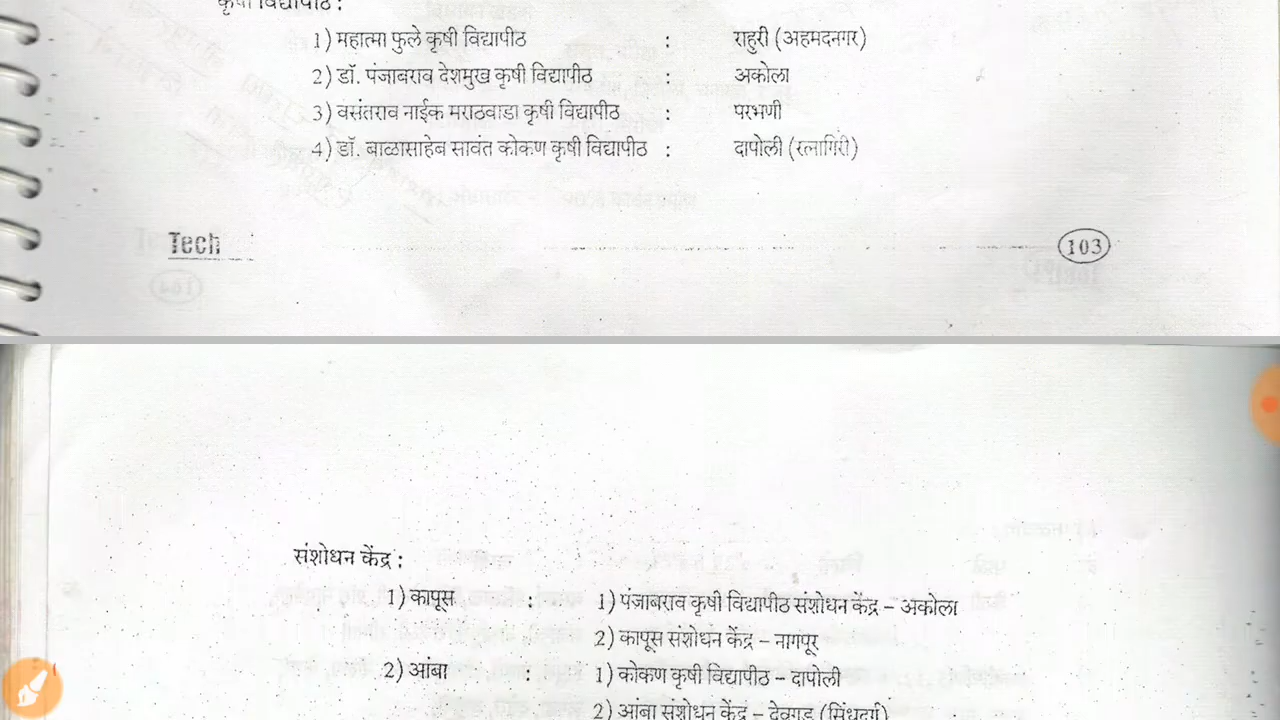 कृषी विद्यापीठ :
1) महात्मा फुले कृषी विद्यापीठ : राहुरी (अहमदनगर)
2) डॉ. पंजाबराव देशमुख कृषी विद्यापीठ : अकोला
3) वसंतराव नाईक मराठवाडा कृषी विद्यापीठ : परभणी
4) डॉ. बाळासाहेब सावंत कोकण कृषी विद्यापीठ : दापोली (रत्नागिरी)
Tech 103
संशोधन केंद्र :
1) कापूस : 1) पंजाबराव कृषी विद्यापीठ संशोधन केंद्र – अकोला
2) कापूस संशोधन केंद्र – नागपूर
2) आंबा : 1) कोकण कृषी विद्यापीठ – दापोली
2) आंबा संशोधन केंद्र – देवगड (सिंधुदुर्ग)